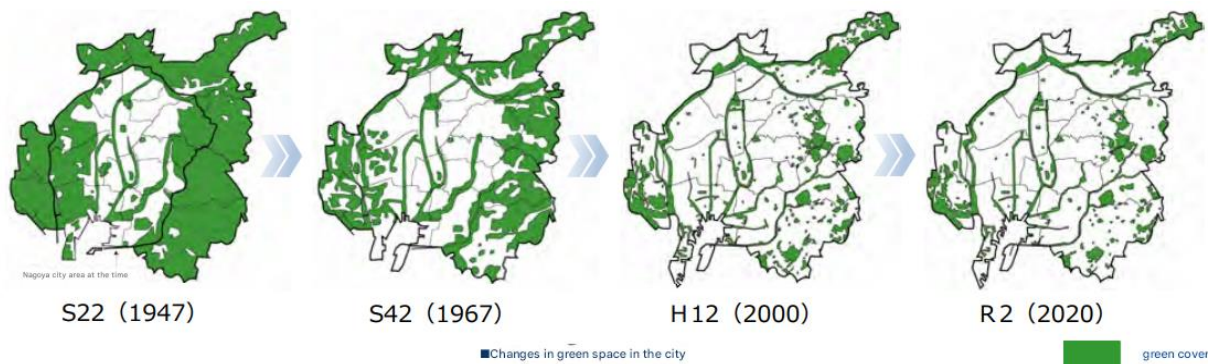 Nagoya city area at the time
S22（1947）
S42（1967）
H12（2000）
R2（2020）
■Changes in green space in the city
green cover